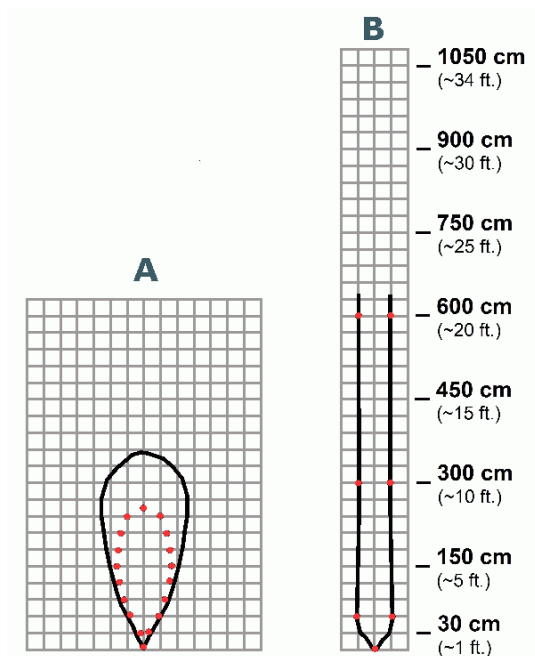 B
1050 cm
(~34 ft.)
900 cm
(~30 ft.)
750 cm
(~25 ft.)
A
600 cm
(~20 ft.)
450 cm
(~15 ft.)
300 cm
(~10 ft.)
150 cm
(~5 ft.)
30 cm
(~1 ft.)